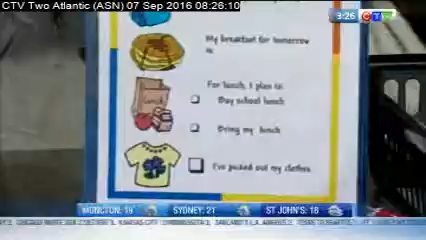 CTV Two Atlantic (ASN) 07 Sep 2016 08:26:10
3:26 CTV
My breakfast for tomorrow
is
For lunch, I plan to
Lunch
Buy school lunch
Bring my lunch
I've picked out my clothes
MONCTON: 19° SYDNEY: 21 ST JOHN'S: 18